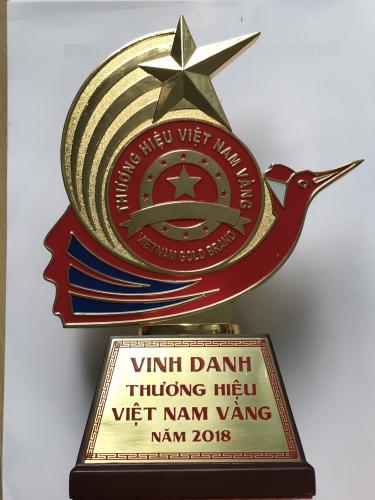 THƯƠNG HIỆU VIỆT NAM VÀNG
VIETNAM GOLD BRAND
VINH DANH
THƯƠNG HIỆU
VIỆT NAM VÀNG
NĂM 2018